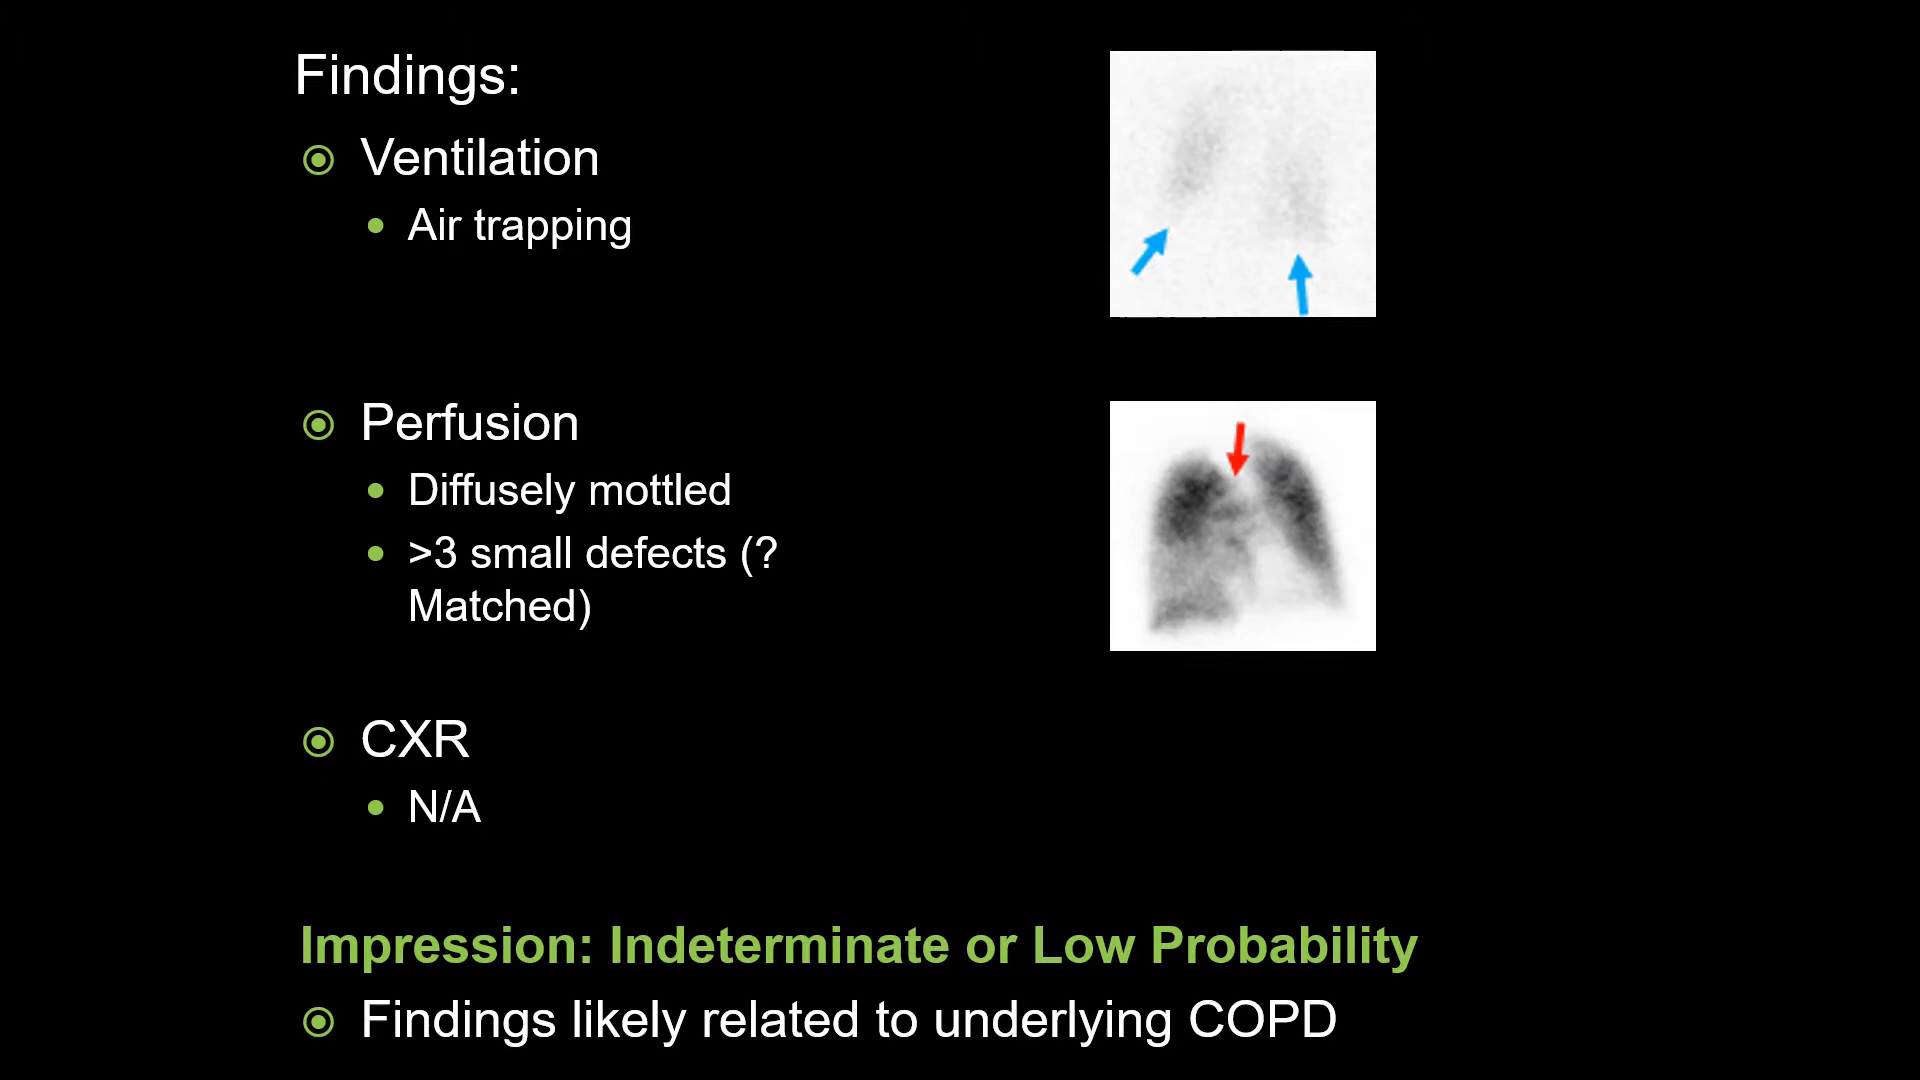 Findings:
Ventilation
Air trapping
Perfusion
Diffusely mottled
>3 small defects (?
Matched)
CXR
N/A
Impression: Indeterminate or Low Probability
Findings likely related to underlying COPD